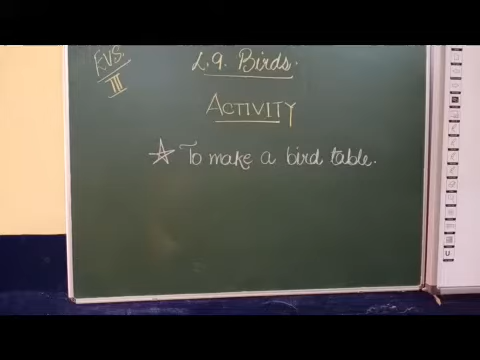 EVS.
III
L.9. Birds.
ACTIVITY
☆ To make a bird table.
U